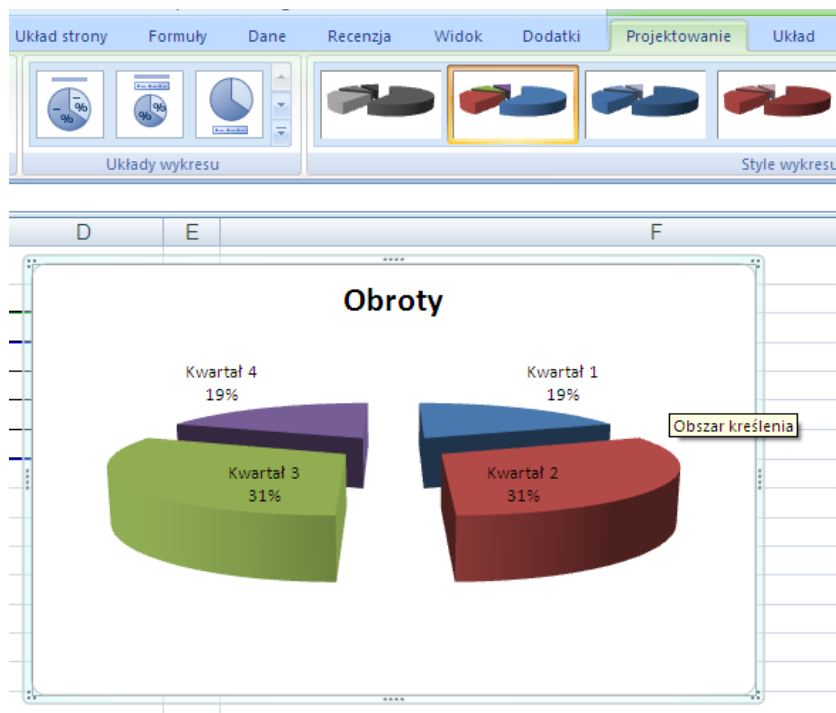 Układ strony Formuły Dane Recenzja Widok Dodatki Projektowanie Układ
Układy wykresu Style wykresu
D E F
Obroty
Kwartał 4
19%
Kwartał 1
19%
Obszar kreślenia
Kwartał 3
31%
Kwartał 2
31%